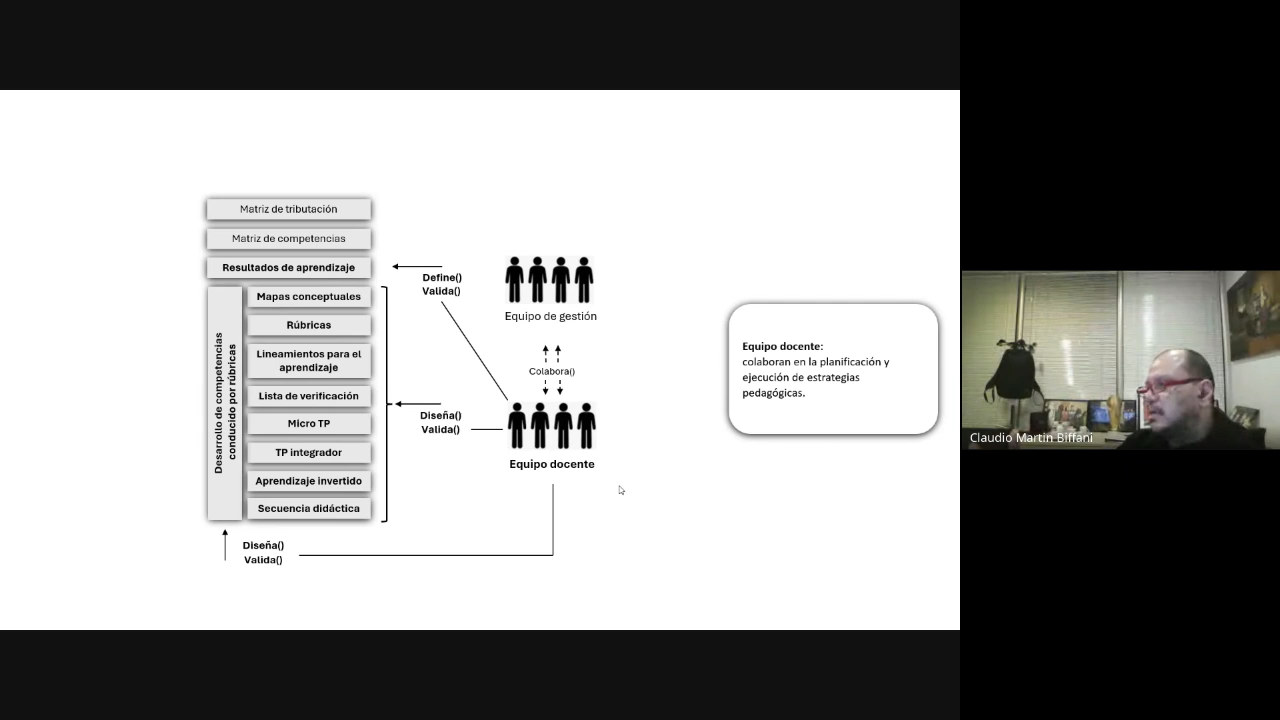 Matriz de tributación
Matriz de competencias
Resultados de aprendizaje
Desarrollo de competencias
conducido por rúbricas
Mapas conceptuales
Rúbricas
Lineamientos para el
aprendizaje
Lista de verificación
Micro TP
TP integrador
Aprendizaje invertido
Secuencia didáctica
Define()
Valida()
Diseña()
Valida()
Diseña()
Valida()
Equipo de gestión
Colabora()
Equipo docente
Equipo docente:
colaboran en la planificación y
ejecución de estrategias
pedagógicas.
Claudio Martin Biffani